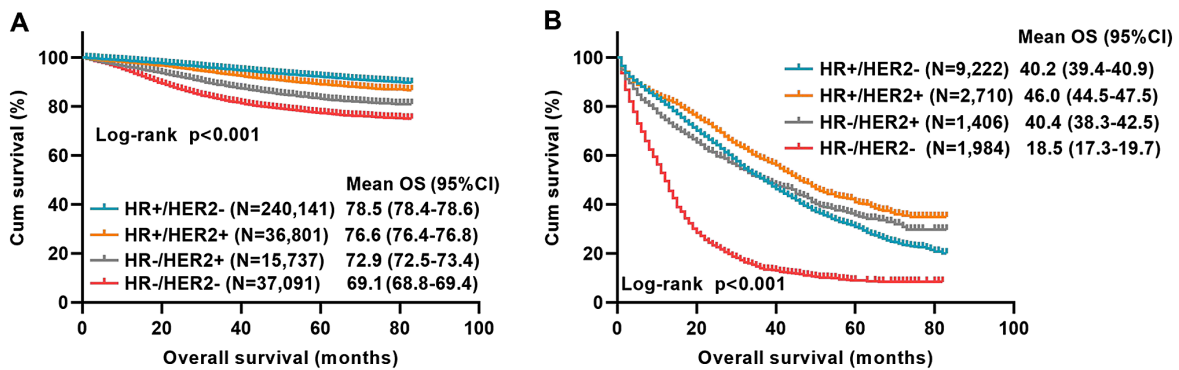 A
Cum survival (%)
100
80
60
40
20
0
Log-rank p<0.001
Mean OS (95%CI)
HR+/HER2- (N=240,141) 78.5 (78.4-78.6)
HR+/HER2+ (N=36,801) 76.6 (76.4-76.8)
HR-/HER2+ (N=15,737) 72.9 (72.5-73.4)
HR-/HER2- (N=37,091) 69.1 (68.8-69.4)
0 20 40 60 80 100
Overall survival (months)
B
Cum survival (%)
100
80
60
40
20
0
Mean OS (95%CI)
HR+/HER2- (N=9,222) 40.2 (39.4-40.9)
HR+/HER2+ (N=2,710) 46.0 (44.5-47.5)
HR-/HER2+ (N=1,406) 40.4 (38.3-42.5)
HR-/HER2- (N=1,984) 18.5 (17.3-19.7)
Log-rank p<0.001
0 20 40 60 80 100
Overall survival (months)